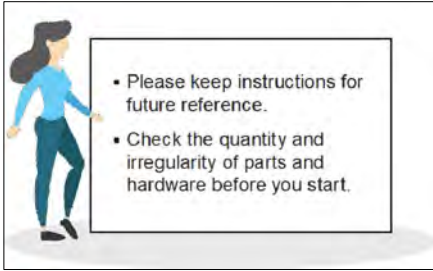 ▪ Please keep instructions for
future reference.
▪ Check the quantity and
irregularity of parts and
hardware before you start.